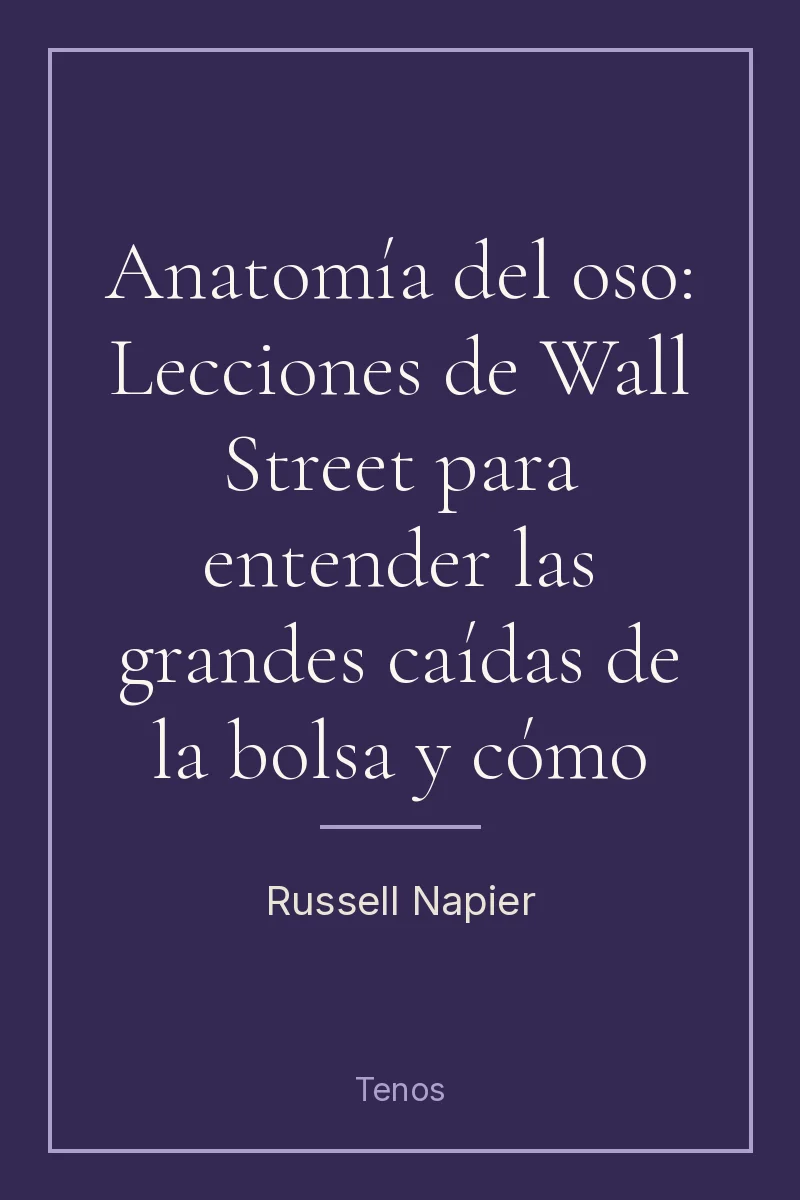 Anatomía del oso:
Lecciones de Wall
Street para
entender las
grandes caídas de
la bolsa y cómo
Russell Napier
Tenos